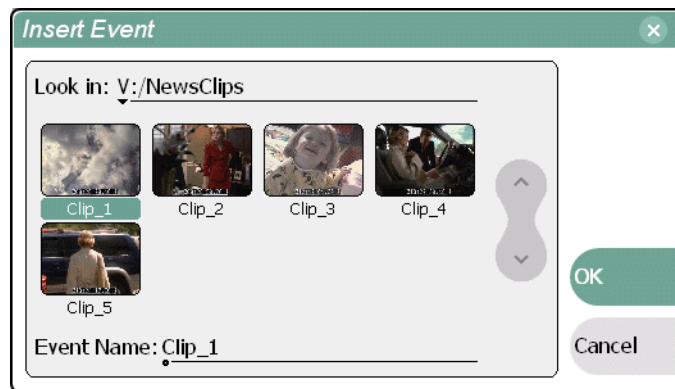 Insert Event
Look in: V:/NewsClips
Clip_1
Clip_2
Clip_3
Clip_4
Clip_5
OK
Event Name: Clip_1
Cancel